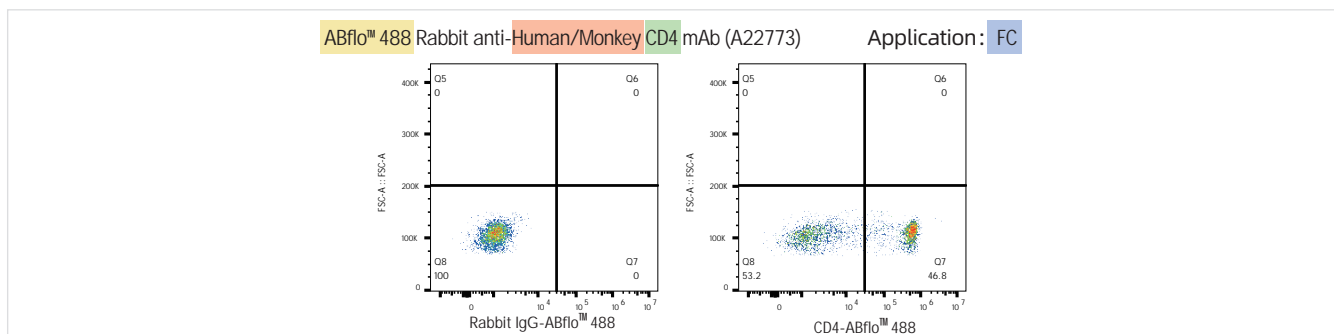 ABflo™ 488 Rabbit anti-Human/Monkey CD4 mAb (A22773) Application: FC
Q5
0
Q6
0
400K
300K
200K
100K
0
FSC-A :: FSC-A
Q8
100
Q7
0
0 10^4 10^5 10^6 10^7
Rabbit IgG-ABflo™ 488
Q5
0
Q6
0
400K
300K
200K
100K
0
FSC-A :: FSC-A
Q8
53.2
Q7
46.8
0 10^4 10^5 10^6 10^7
CD4-ABflo™ 488